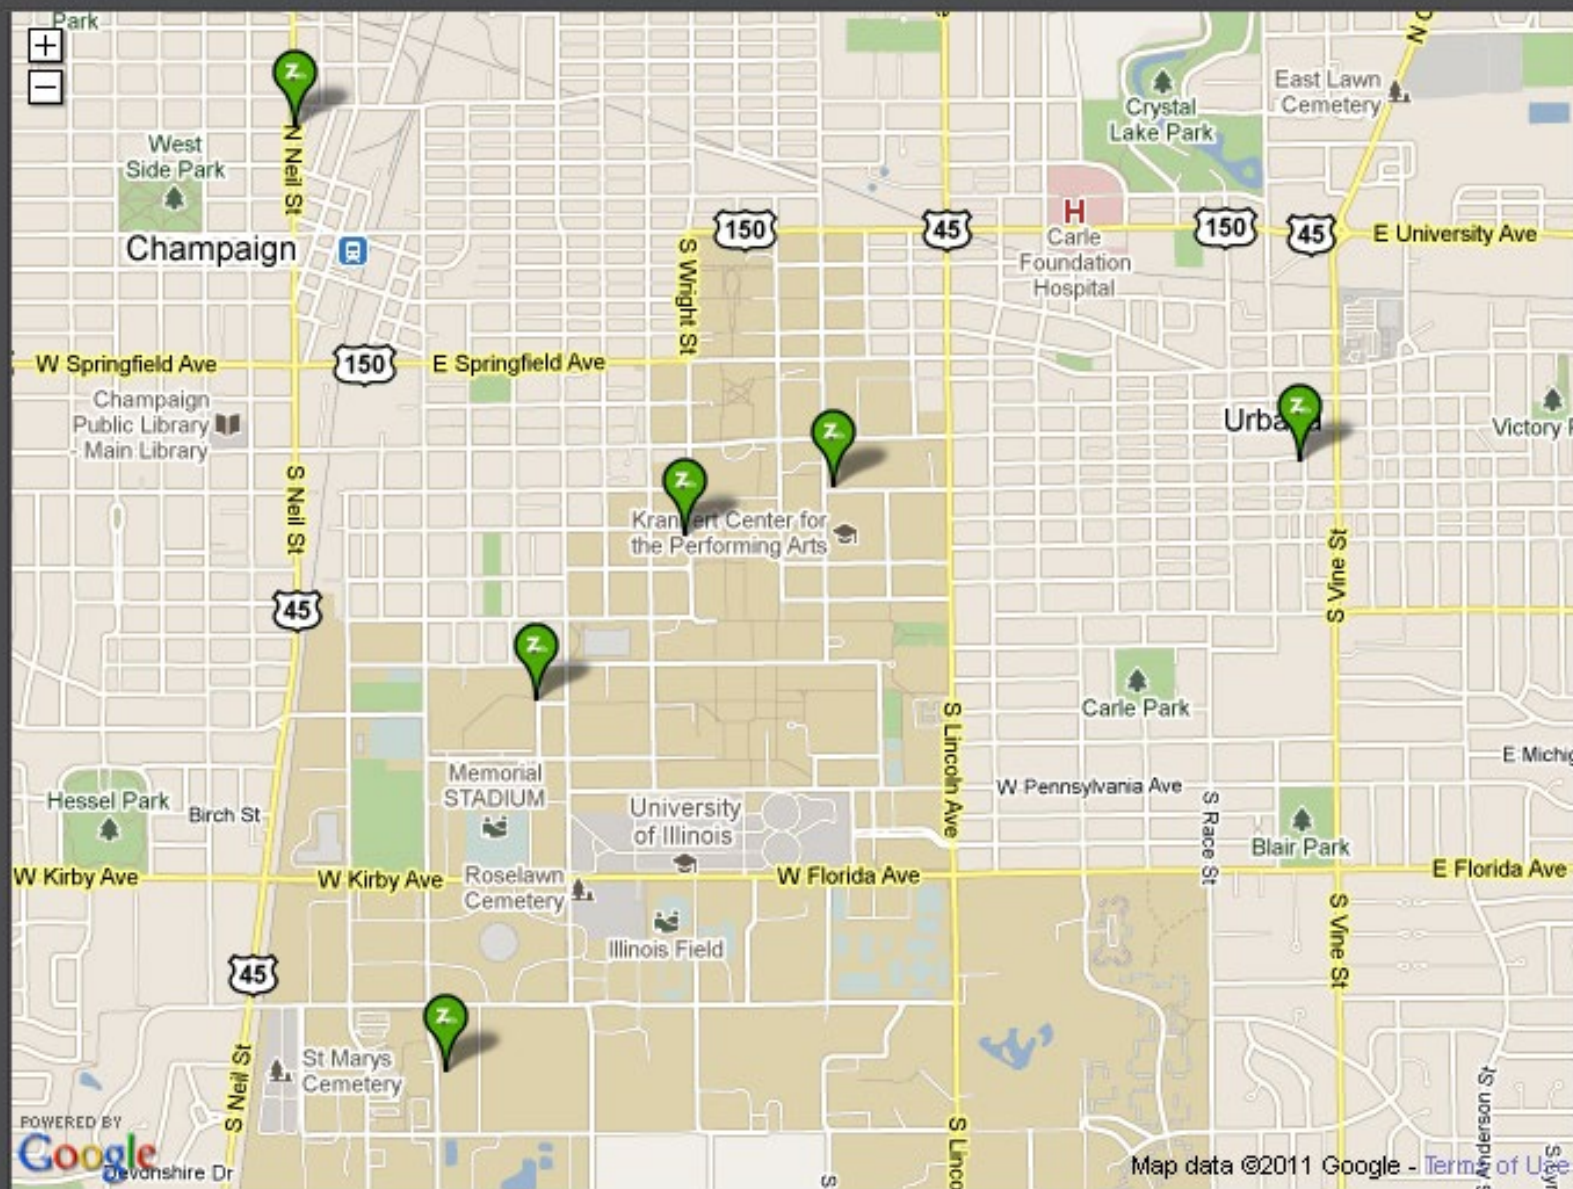 Park
+
−
N Neil St
West
Side Park
Champaign
150
45
150
45
E University Ave
Crystal
Lake Park
East Lawn
Cemetery
H
Carle
Foundation
Hospital
S Wright St
W Springfield Ave
150
E Springfield Ave
Champaign
Public Library
- Main Library
S Neil St
Victory
Center for
the Performing Arts
45
S Vine St
S Lincoln Ave
Carle Park
E Michig
Memorial
STADIUM
W Pennsylvania Ave
Hessel Park
Birch St
University
of Illinois
S Race St
Blair Park
W Kirby Ave
W Kirby Ave
Roselawn
Cemetery
W Florida Ave
E Florida Ave
Illinois Field
S Vine St
45
S Neil St
St Marys
Cemetery
S Linco
Anderson St
POWERED BY
Google
Devonshire Dr
Map data ©2011 Google - Terms of Use